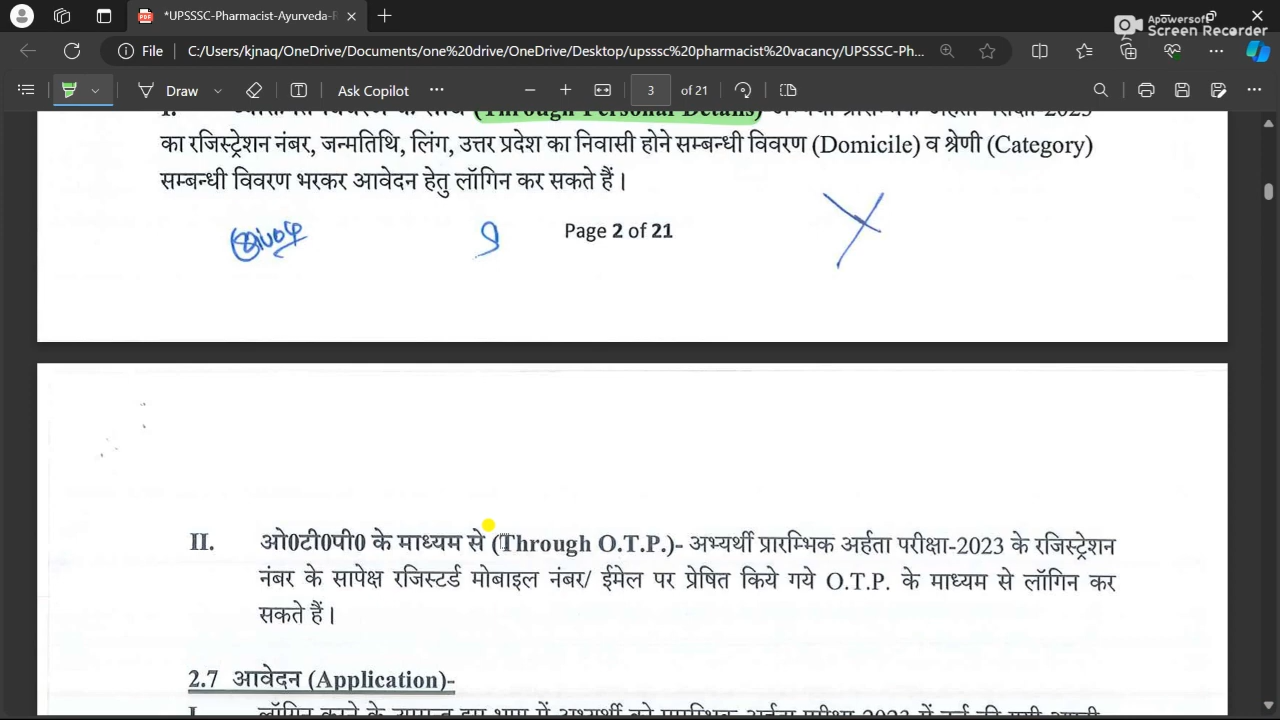 *UPSSSC-Pharmacist-Ayurveda-R
Apowersoft
Screen Recorder
File
C:/Users/kjnaq/OneDrive/Documents/one%20drive/OneDrive/Desktop/upsssc%20pharmacist%20vacancy/UPSSSC-Ph...
Draw
Ask Copilot
3
of 21
(Through Personal Details)
का रजिस्ट्रेशन नंबर, जन्मतिथि, लिंग, उत्तर प्रदेश का निवासी होने सम्बन्धी विवरण (Domicile) व श्रेणी (Category)
सम्बन्धी विवरण भरकर आवेदन हेतु लॉगिन कर सकते हैं।
Page 2 of 21
II. ओ0टी0पी0 के माध्यम से (Through O.T.P.)- अभ्यर्थी प्रारम्भिक अर्हता परीक्षा-2023 के रजिस्ट्रेशन
नंबर के सापेक्ष रजिस्टर्ड मोबाइल नंबर/ ईमेल पर प्रेषित किये गये O.T.P. के माध्यम से लॉगिन कर
सकते हैं।
2.7 आवेदन (Application)-